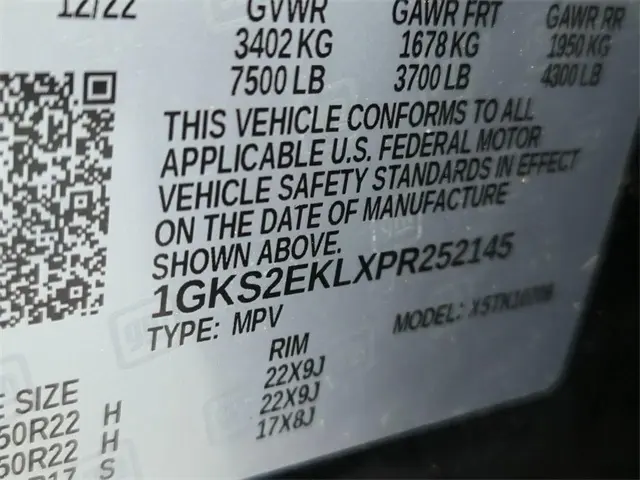 12/22 GVWR GAWR FRT GAWR RR
3402 KG 1678 KG 1950 KG
7500 LB 3700 LB 4300 LB
THIS VEHICLE CONFORMS TO ALL
APPLICABLE U.S. FEDERAL MOTOR
VEHICLE SAFETY STANDARDS IN EFFECT
ON THE DATE OF MANUFACTURE
SHOWN ABOVE.
1GKS2EKLXPR252145
TYPE: MPV MODEL:
SIZE RIM
50R22 H 22X9J
50R22 H 22X9J
R17 S 17X8J